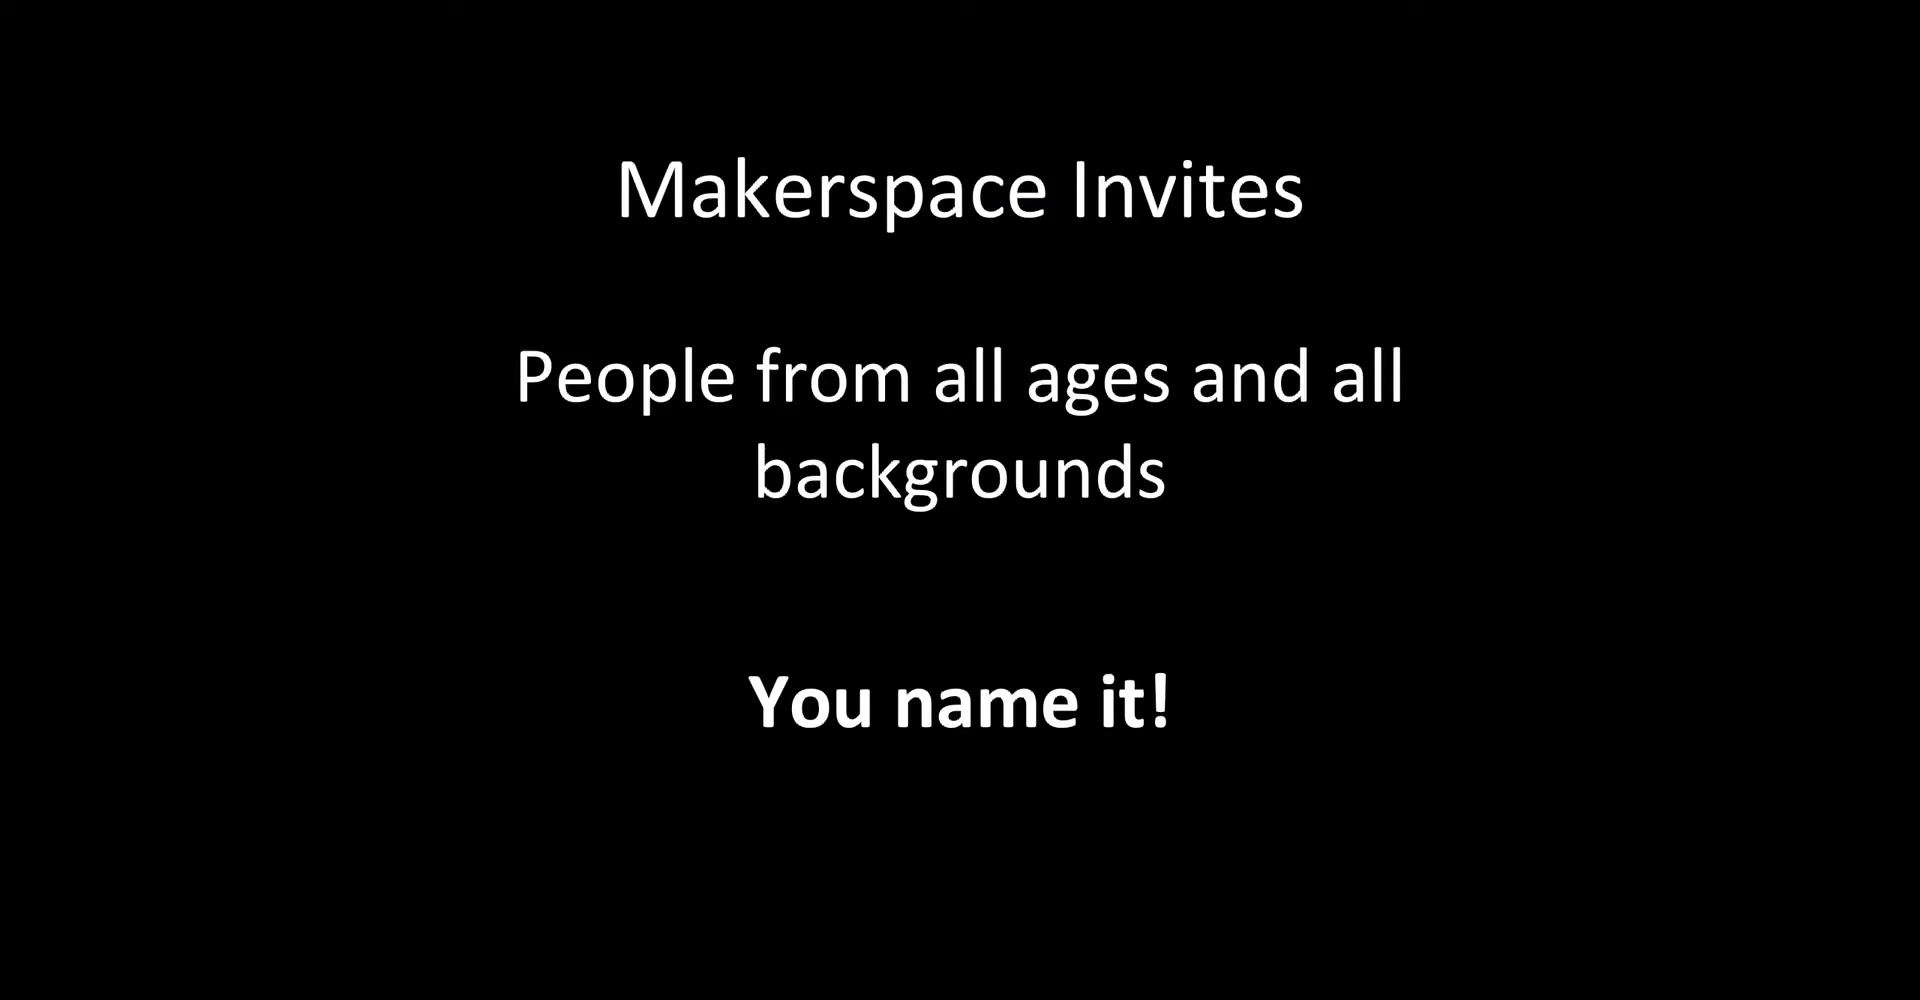 Makerspace Invites
People from all ages and all
backgrounds
You name it!